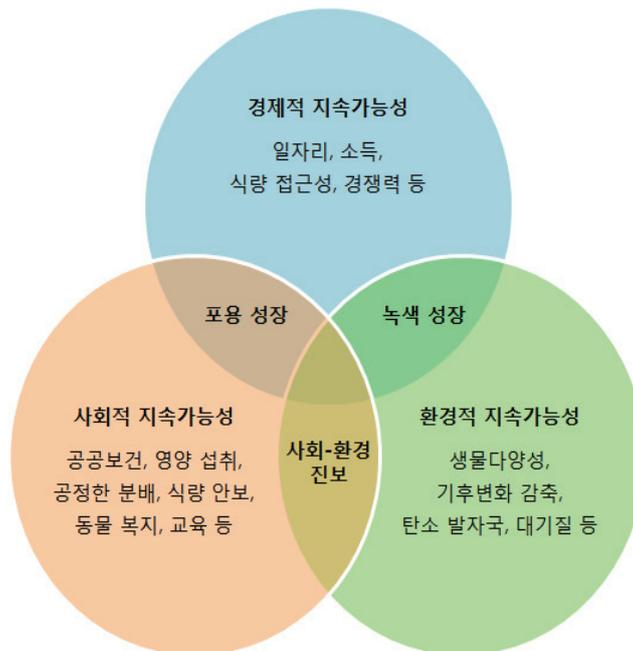 경제적 지속가능성
일자리, 소득,
식량 접근성, 경쟁력 등
포용 성장
녹색 성장
사회적 지속가능성
공공보건, 영양 섭취,
공정한 분배, 식량 안보,
동물 복지, 교육 등
사회-환경
진보
환경적 지속가능성
생물다양성,
기후변화 감축,
탄소 발자국, 대기질 등